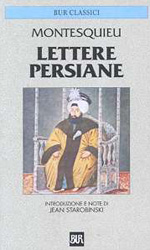 BUR CLASSICI
MONTESQUIEU
LETTERE
PERSIANE
INTRODUZIONE E NOTE DI
JEAN STAROBINSKI
BUR